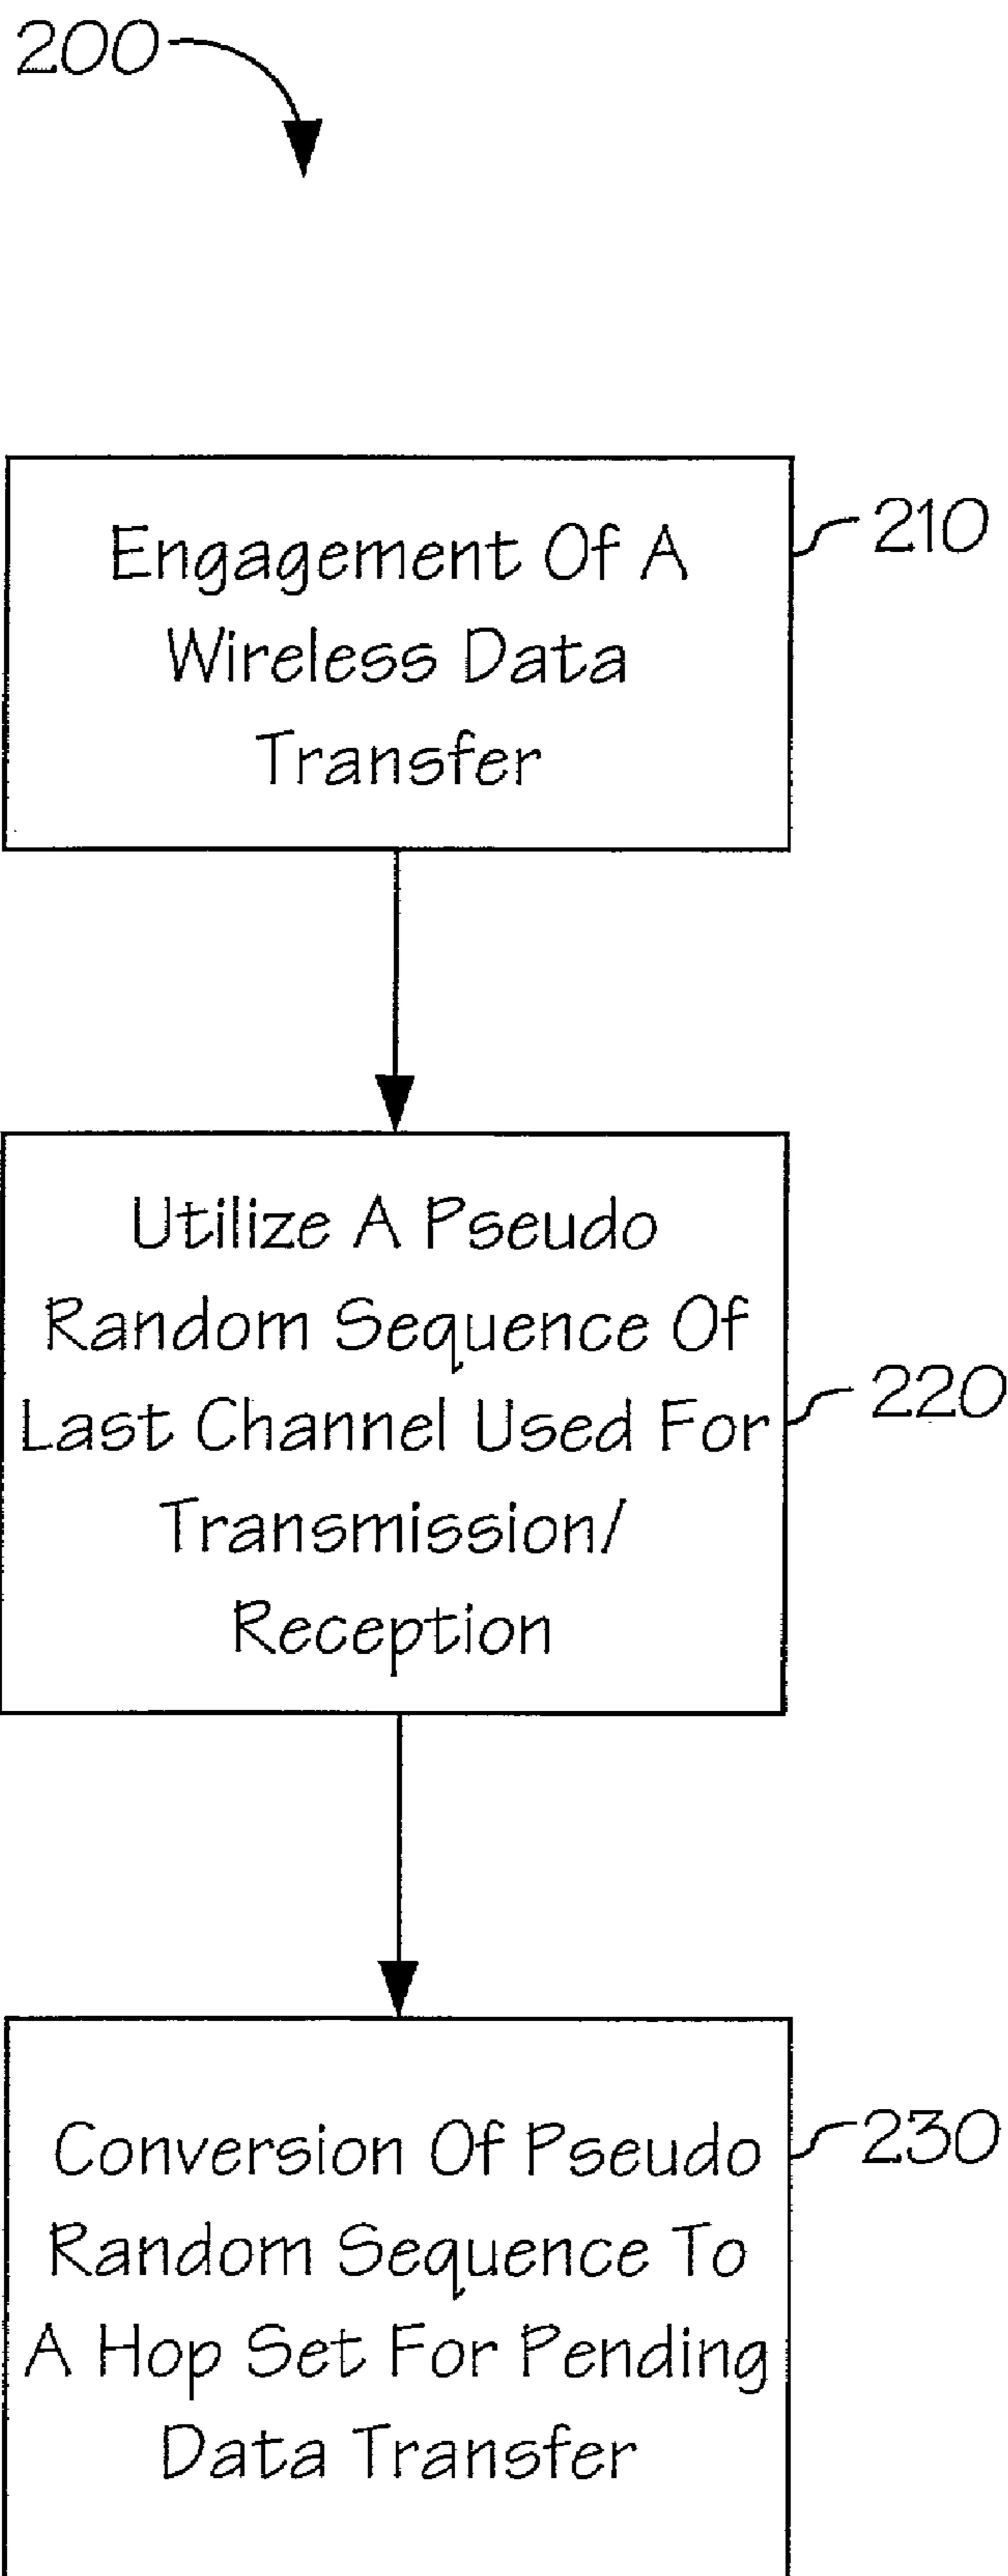 200
Engagement Of A
210
Wireless Data
Transfer
Utilize A Pseudo
Random Sequence Of
Last Channel Used For
220
Transmission/
Reception
Conversion Of Pseudo
230
Random Sequence To
A Hop Set For Pending
Data Transfer